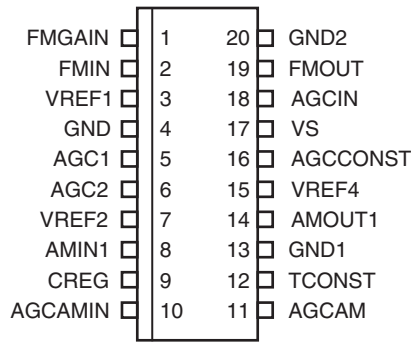 FMGAIN 1 20 GND2
FMIN 2 19 FMOUT
VREF1 3 18 AGCIN
GND 4 17 VS
AGC1 5 16 AGCCONST
AGC2 6 15 VREF4
VREF2 7 14 AMOUT1
AMIN1 8 13 GND1
CREG 9 12 TCONST
AGCAMIN 10 11 AGCAM